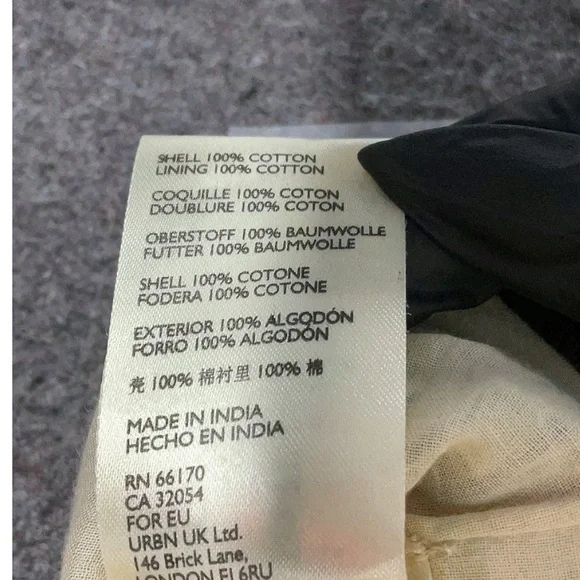 SHELL 100% COTTON
LINING 100% COTTON
COQUILLE 100% COTON
DOUBLURE 100% COTON
OBERSTOFF 100% BAUMWOLLE
FUTTER 100% BAUMWOLLE
SHELL 100% COTONE
FODERA 100% COTONE
EXTERIOR 100% ALGODÓN
FORRO 100% ALGODÓN
壳 100% 棉衬里 100% 棉
MADE IN INDIA
HECHO EN INDIA
RN 66170
CA 32054
FOR EU
URBN UK Ltd.
146 Brick Lane,
LONDON E1 6RU